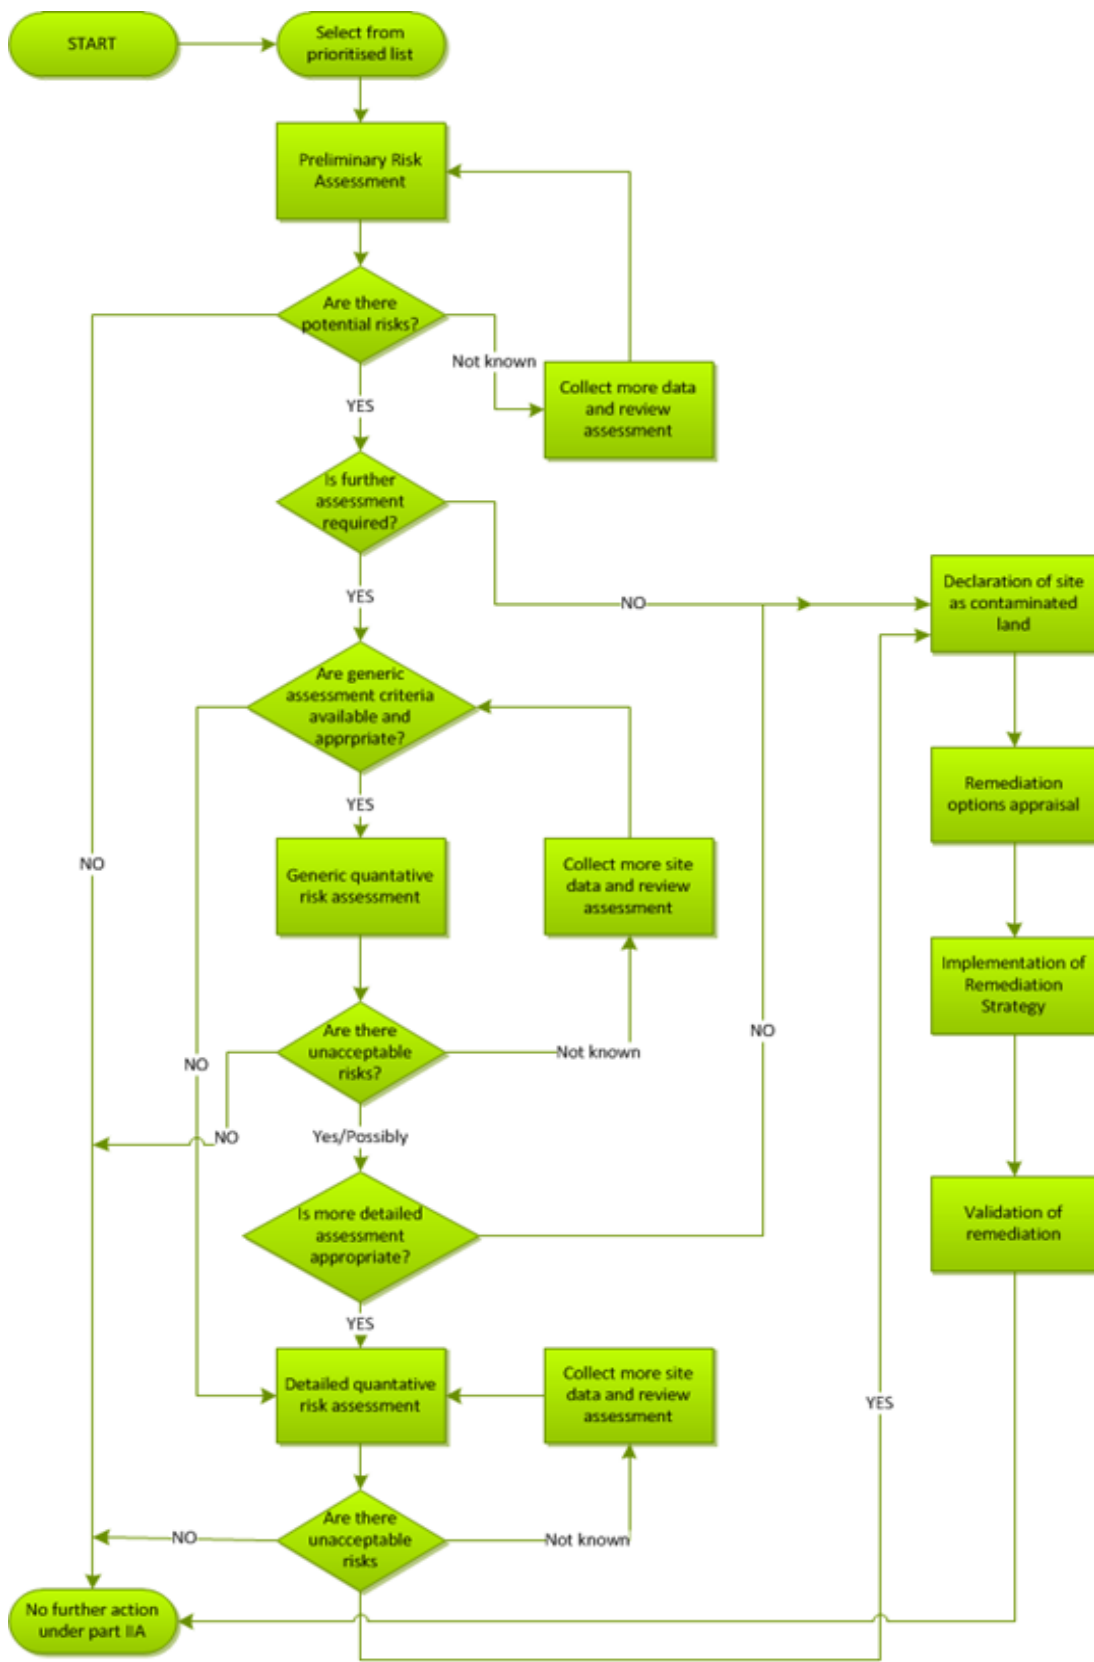 START
Select from
prioritised list
Preliminary Risk
Assessment
Are there
potential risks?
Not known
Collect more data
and review
assessment
YES
Is further
assessment
required?
NO
Declaration of site
as contaminated
land
YES
Are generic
assessment criteria
available and
apprpriate?
Remediation
options appraisal
YES
NO
Generic quantative
risk assessment
Collect more site
data and review
assessment
Implementation of
Remediation
Strategy
Are there
unacceptable
risks?
Not known
NO
NO
NO
Yes/Possibly
Is more detailed
assessment
appropriate?
Validation of
remediation
YES
Detailed quantative
risk assessment
Collect more site
data and review
assessment
YES
Are there
unacceptable
risks
NO
Not known
No further action
under part IIA